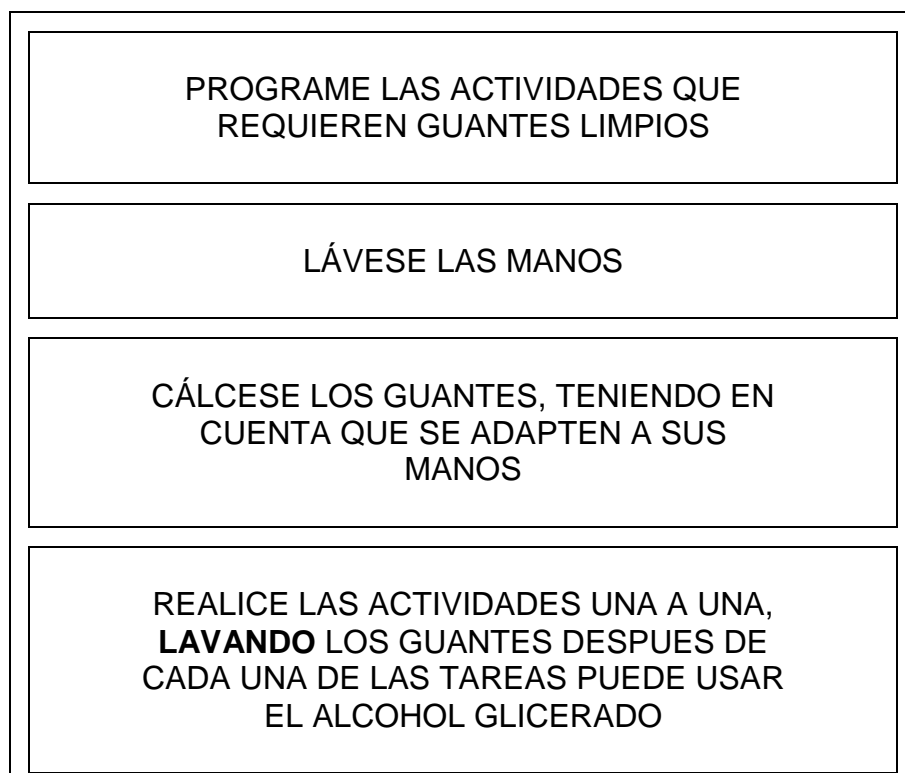 PROGRAME LAS ACTIVIDADES QUE
REQUIEREN GUANTES LIMPIOS
LÁVESE LAS MANOS
CÁLCESE LOS GUANTES, TENIENDO EN
CUENTA QUE SE ADAPTEN A SUS
MANOS
REALICE LAS ACTIVIDADES UNA A UNA,
LAVANDO LOS GUANTES DESPUES DE
CADA UNA DE LAS TAREAS PUEDE USAR
EL ALCOHOL GLICERADO